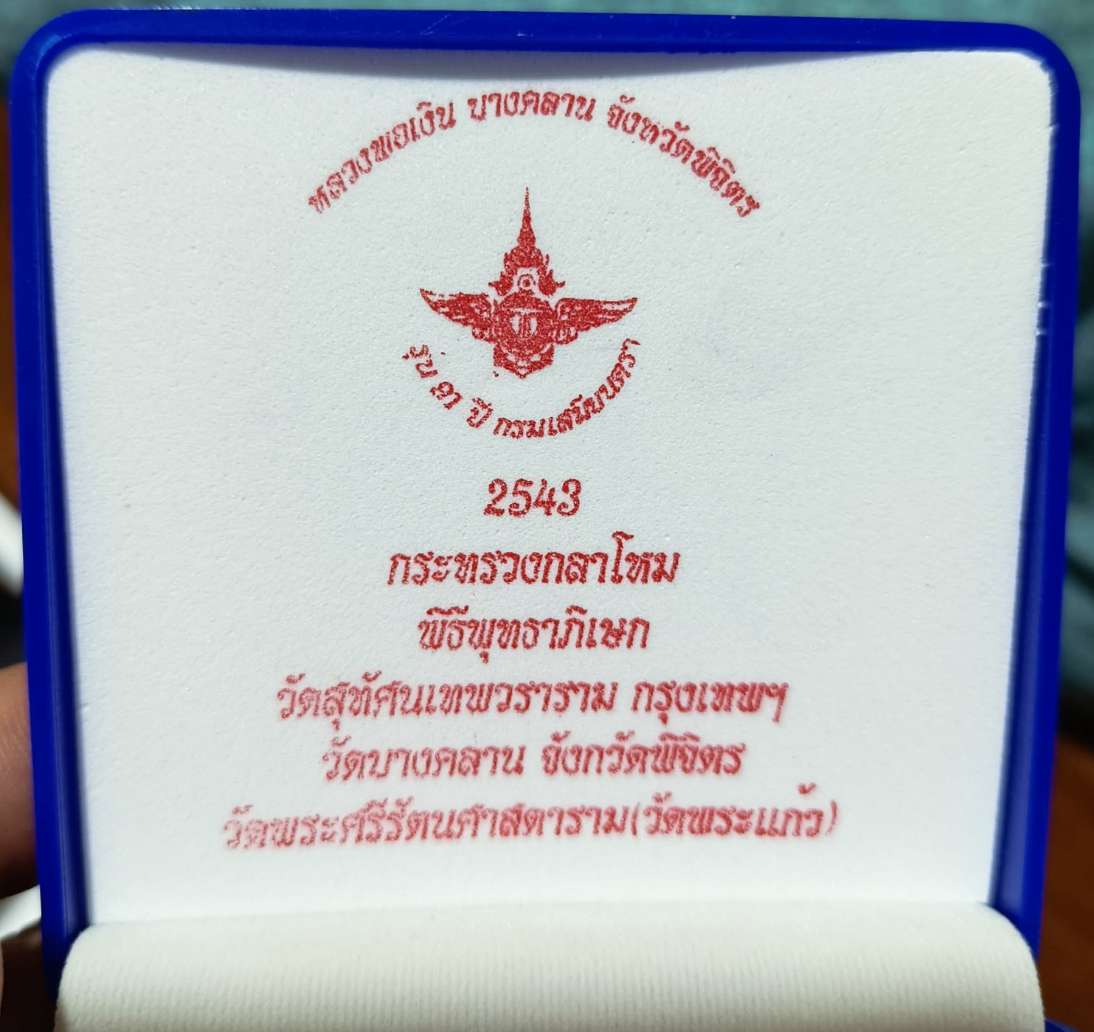 หลวงพ่อเงิน บางคลาน จังหวัดพิจิตร
รุ่น ๙๑ ปี กรมเสมียนตรา
2543
กระทรวงกลาโหม
พิธีพุทธาภิเษก
วัดสุทัศนเทพวราราม กรุงเทพฯ
วัดบางคลาน จังกวัดพิจิตร
วัดพระศรีรัตนศาสดาราม(วัดพระแก้ว)